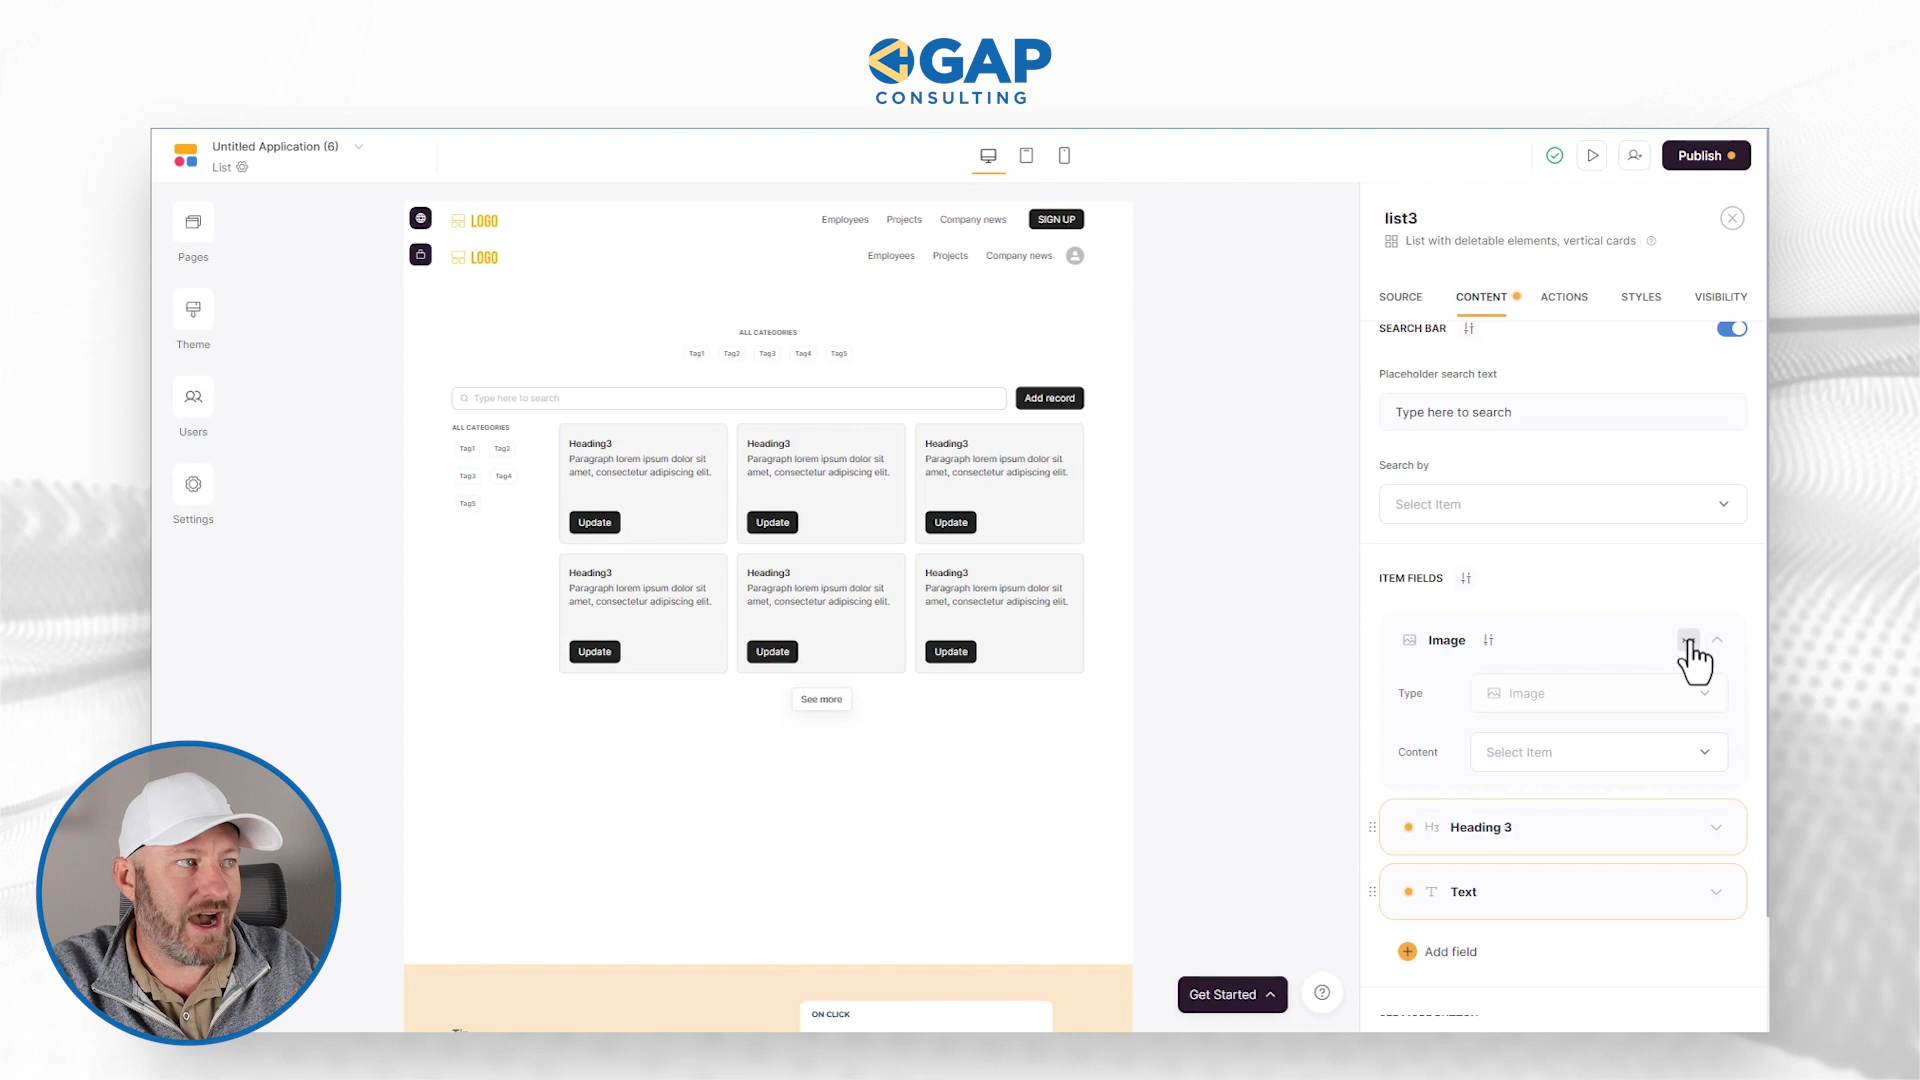 GAP
CONSULTING
Untitled Application (6)
List
Publish
Pages
Theme
Users
Settings
LOGO
Employees Projects Company news SIGN UP
LOGO
Employees Projects Company news
ALL CATEGORIES
Tag1 Tag2 Tag3 Tag4 Tag5
Type here to search Add record
ALL CATEGORIES
Tag1 Tag2
Tag3 Tag4
Tag5
Heading3 Heading3 Heading3
Paragraph lorem ipsum dolor sit Paragraph lorem ipsum dolor sit Paragraph lorem ipsum dolor sit
amet, consectetur adipiscing elit. amet, consectetur adipiscing elit. amet, consectetur adipiscing elit.
Update Update Update
Heading3 Heading3 Heading3
Paragraph lorem ipsum dolor sit Paragraph lorem ipsum dolor sit Paragraph lorem ipsum dolor sit
amet, consectetur adipiscing elit. amet, consectetur adipiscing elit. amet, consectetur adipiscing elit.
Update Update Update
See more
ON CLICK
Get Started
list3
List with deletable elements, vertical cards
SOURCE CONTENT ACTIONS STYLES VISIBILITY
SEARCH BAR
Placeholder search text
Type here to search
Search by
Select Item
ITEM FIELDS
Image
Type Image
Content Select Item
H3 Heading 3
T Text
+ Add field